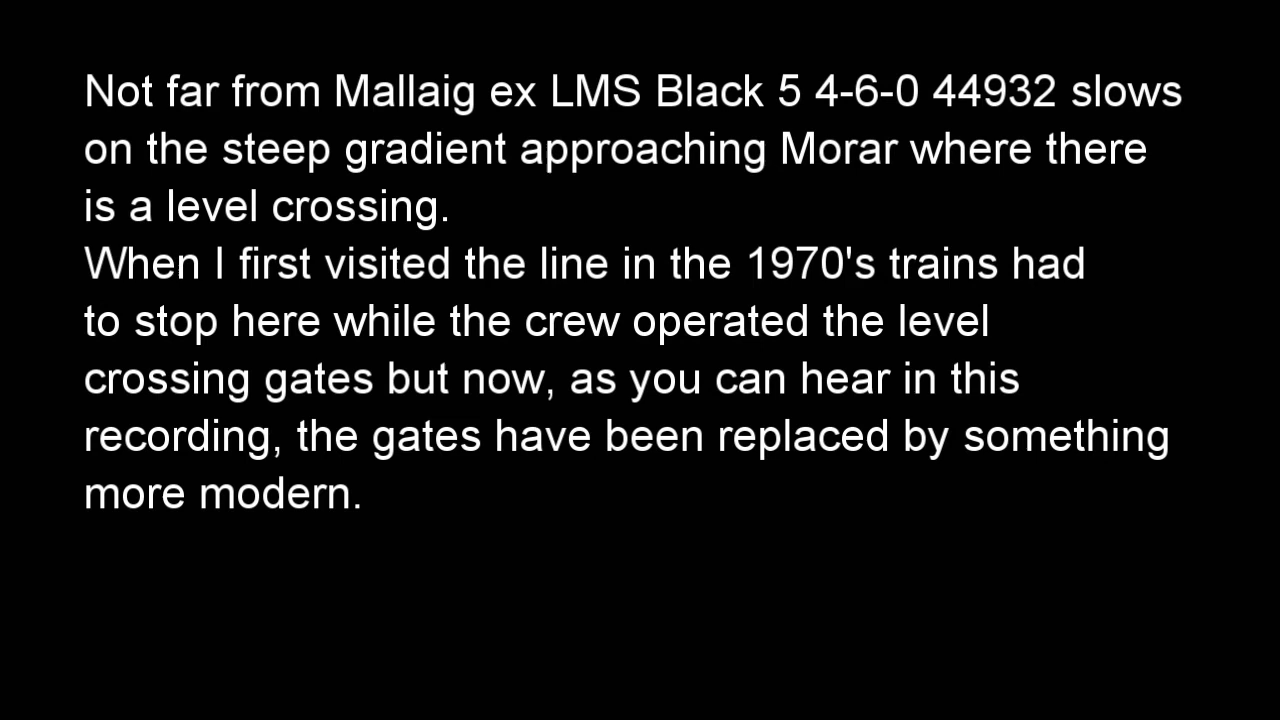 Not far from Mallaig ex LMS Black 5 4-6-0 44932 slows
on the steep gradient approaching Morar where there
is a level crossing.
When I first visited the line in the 1970's trains had
to stop here while the crew operated the level
crossing gates but now, as you can hear in this
recording, the gates have been replaced by something
more modern.